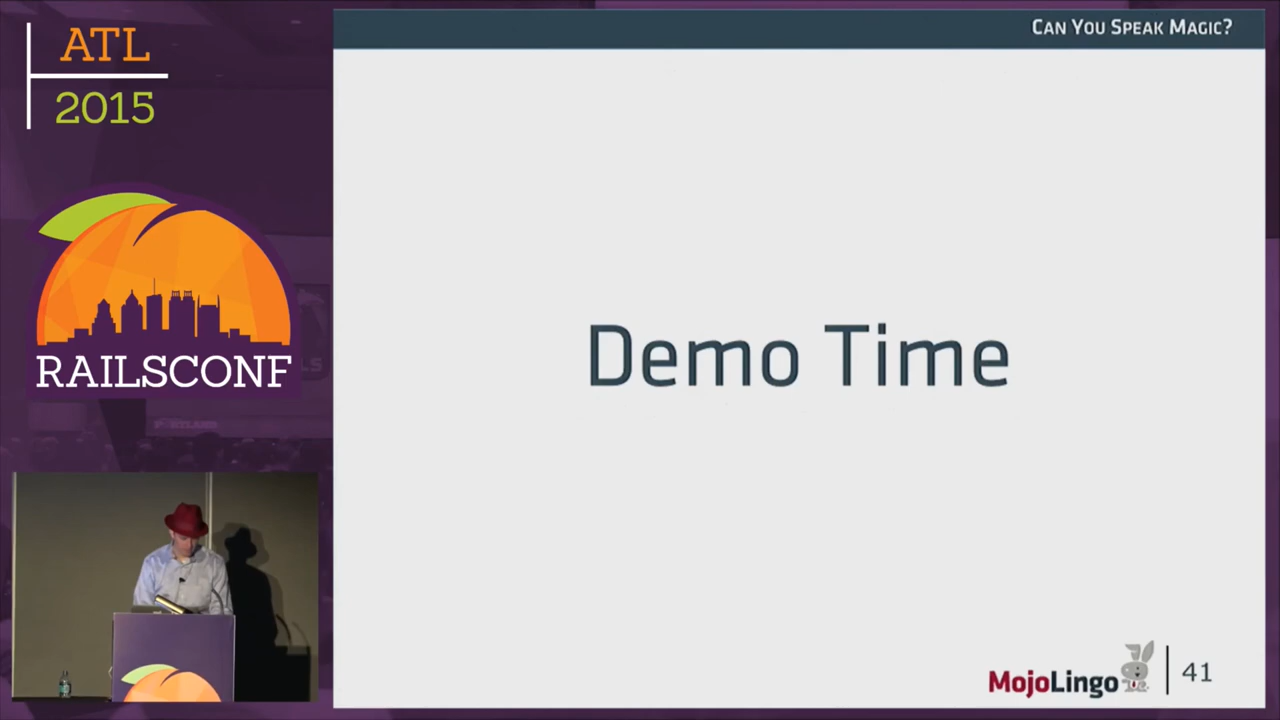 ATL
2015
RAILSCONF
CAN YOU SPEAK MAGIC?
Demo Time
MojoLingo
41